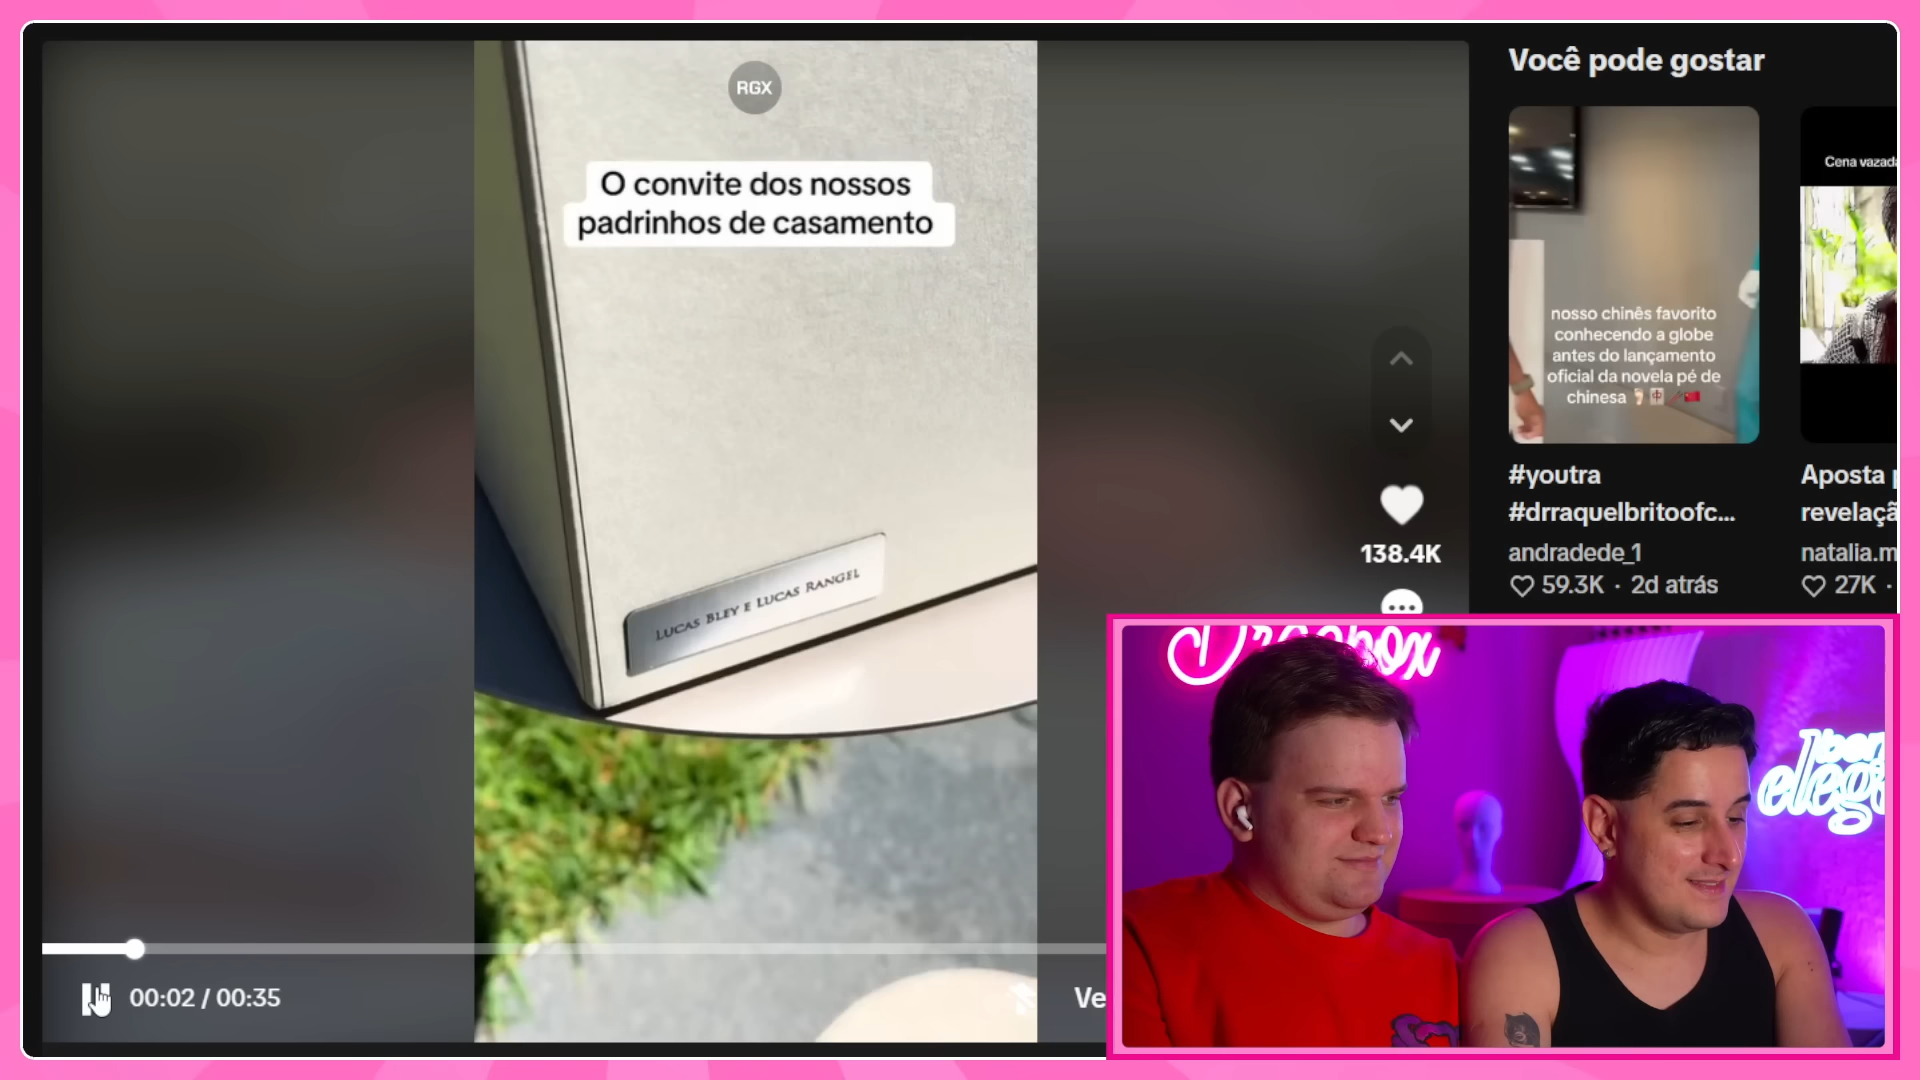 RGX
O convite dos nossos
padrinhos de casamento
LUCAS BLEY E LUCAS RANGEL
138.4K
00:02 / 00:35
Ve
Você pode gostar
nosso chinês favorito
conhecendo a globe
antes do lançamento
oficial da novela pé de
chinesa
#youtra
#drraquelbritoofc...
andradede_1
59.3K · 2d atrás
Cena vazad
Aposta
revelaçã
natalia.m
27K ·